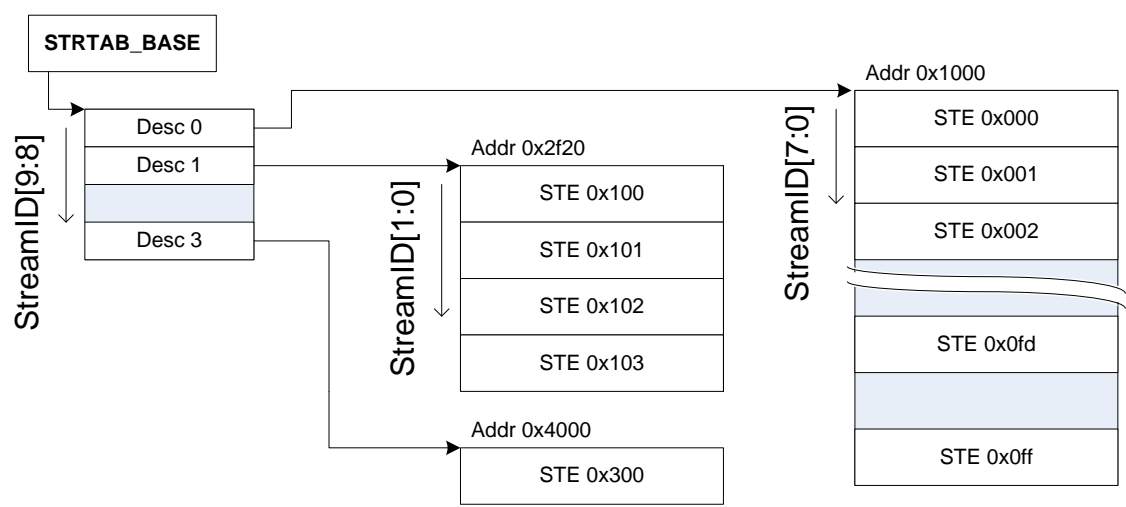 STRTAB_BASE
StreamID[9:8]
Desc 0
Desc 1
Desc 3
Addr 0x2f20
StreamID[1:0]
STE 0x100
STE 0x101
STE 0x102
STE 0x103
Addr 0x4000
STE 0x300
Addr 0x1000
StreamID[7:0]
STE 0x000
STE 0x001
STE 0x002
STE 0x0fd
STE 0x0ff